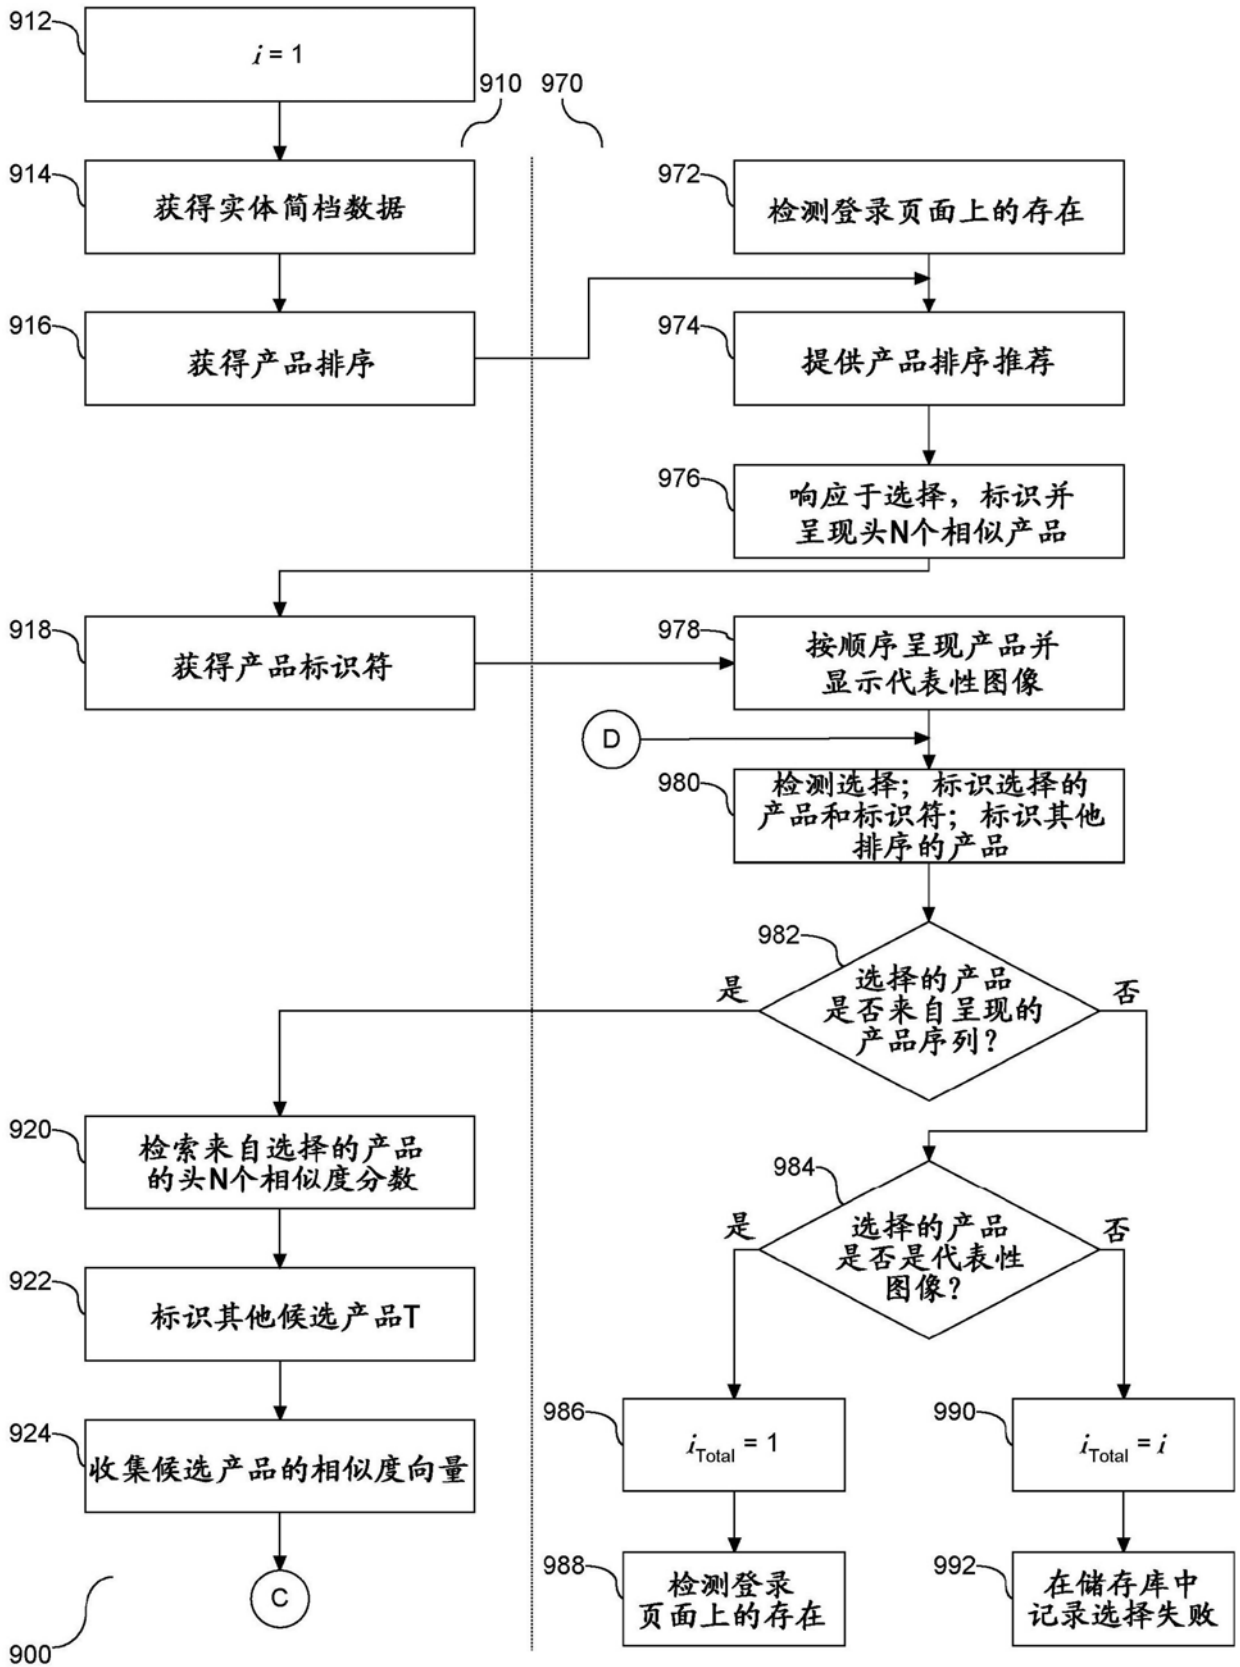 912
i = 1
910
970
914
获得实体简档数据
972
检测登录页面上的存在
916
获得产品排序
974
提供产品排序推荐
976
响应于选择，标识并
呈现头N个相似产品
918
获得产品标识符
978
按顺序呈现产品并
显示代表性图像
D
980
检测选择；标识选择的
产品和标识符；标识其他
排序的产品
982
选择的产品
是否来自呈现的
产品序列？
是
否
920
检索来自选择的产品
的头N个相似度分数
984
选择的产品
是否是代表性
图像？
是
否
922
标识其他候选产品T
924
收集候选产品的相似度向量
986
iTotal = 1
990
iTotal = i
C
988
检测登录
页面上的存在
992
在储存库中
记录选择失败
900